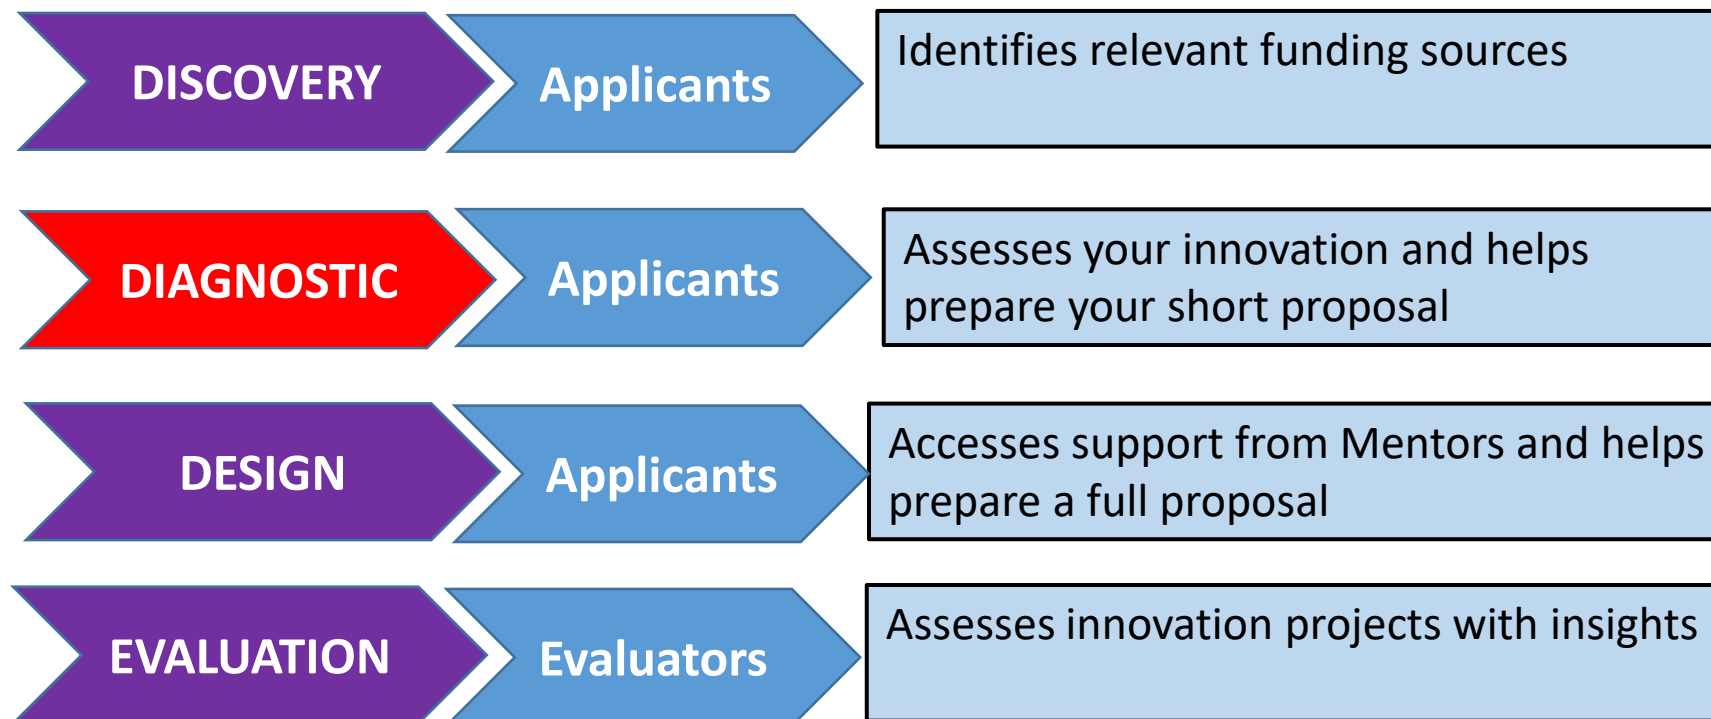 DISCOVERY
Applicants
Identifies relevant funding sources
DIAGNOSTIC
Applicants
Assesses your innovation and helps
prepare your short proposal
DESIGN
Applicants
Accesses support from Mentors and helps
prepare a full proposal
EVALUATION
Evaluators
Assesses innovation projects with insights